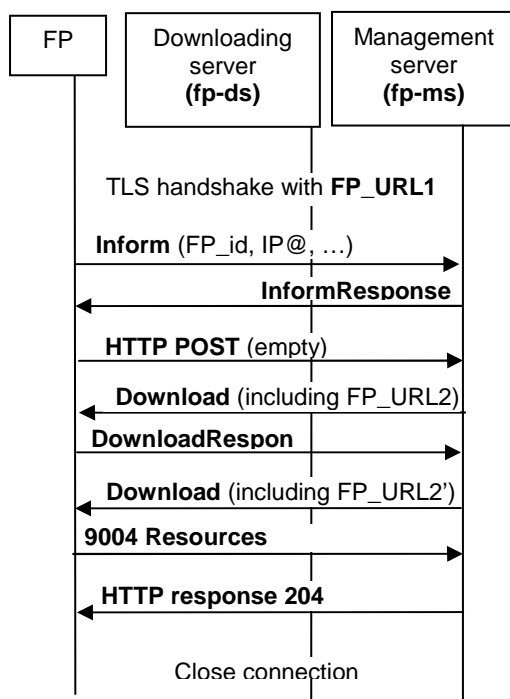 FP
Downloading
server
(fp-ds)
Management
server
(fp-ms)
TLS handshake with FP_URL1
Inform (FP_id, IP@, …)
InformResponse
HTTP POST (empty)
Download (including FP_URL2)
DownloadRespon
Download (including FP_URL2’)
9004 Resources
HTTP response 204
Close connection